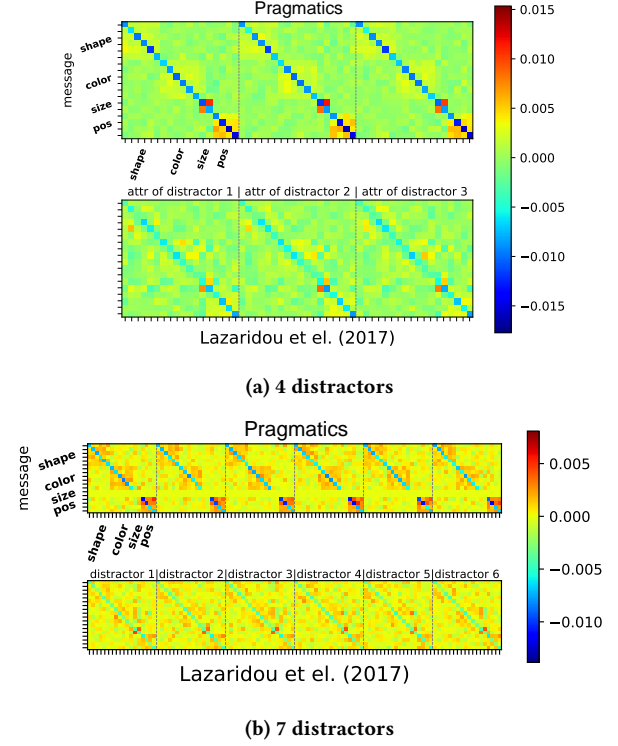 Pragmatics
message
shape
color
size
pos
shape
color
size
pos
0.015
0.010
0.005
0.000
−0.005
−0.010
−0.015
attr of distractor 1 | attr of distractor 2 | attr of distractor 3
Lazaridou et el. (2017)
(a) 4 distractors
Pragmatics
message
shape
color
size
pos
shape
color
size
pos
0.005
0.000
−0.005
−0.010
distractor 1|distractor 2|distractor 3|distractor 4|distractor 5|distractor 6
Lazaridou et el. (2017)
(b) 7 distractors